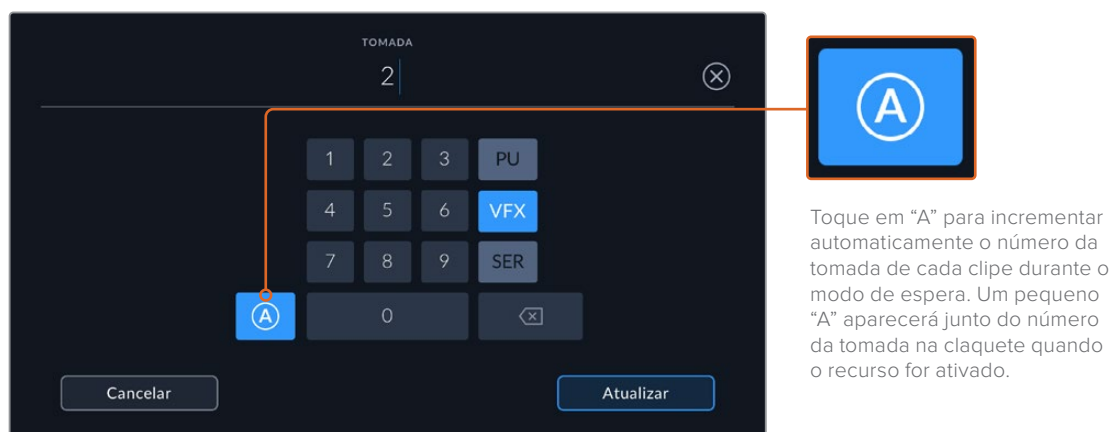 TOMADA
2
1 2 3 PU
4 5 6 VFX
7 8 9 SER
A 0
Cancelar Atualizar
A
Toque em “A” para incrementar
automaticamente o número da
tomada de cada clipe durante o
modo de espera. Um pequeno
“A” aparecerá junto do número
da tomada na claquete quando
o recurso for ativado.